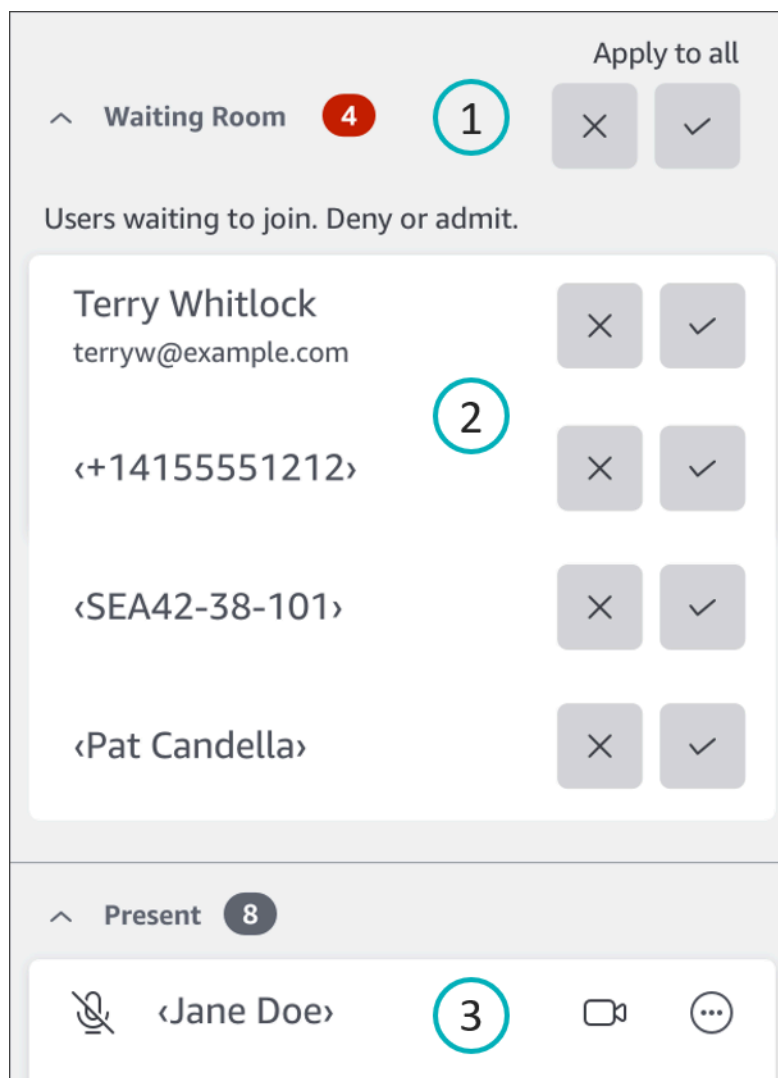 Apply to all
Waiting Room 4 1
Users waiting to join. Deny or admit.
Terry Whitlock
terryw@example.com
2
‹+14155551212›
‹SEA42-38-101›
‹Pat Candella›
Present 8
‹Jane Doe› 3